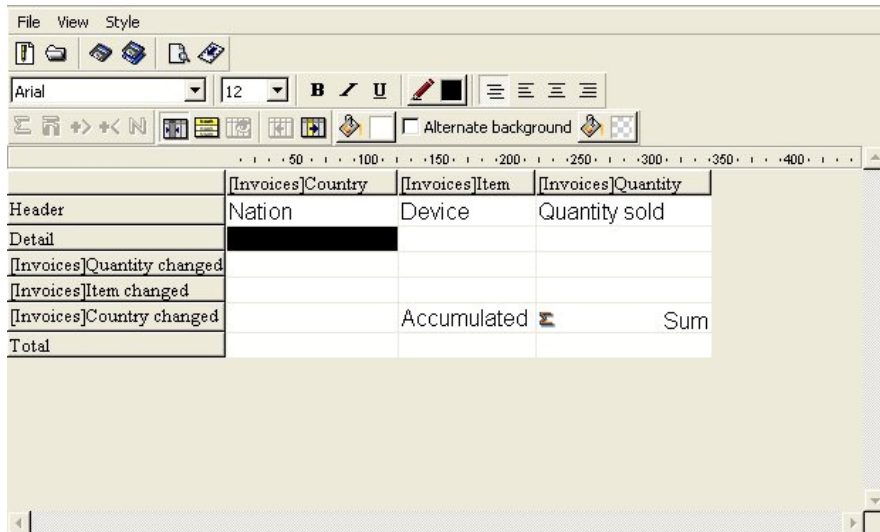 File View Style
Arial 12 B I U
Σ N Alternate background
50 100 150 200 250 300 350 400
[Invoices]Country [Invoices]Item [Invoices]Quantity
Header Nation Device Quantity sold
Detail
[Invoices]Quantity changed
[Invoices]Item changed
[Invoices]Country changed Accumulated Σ Sum
Total